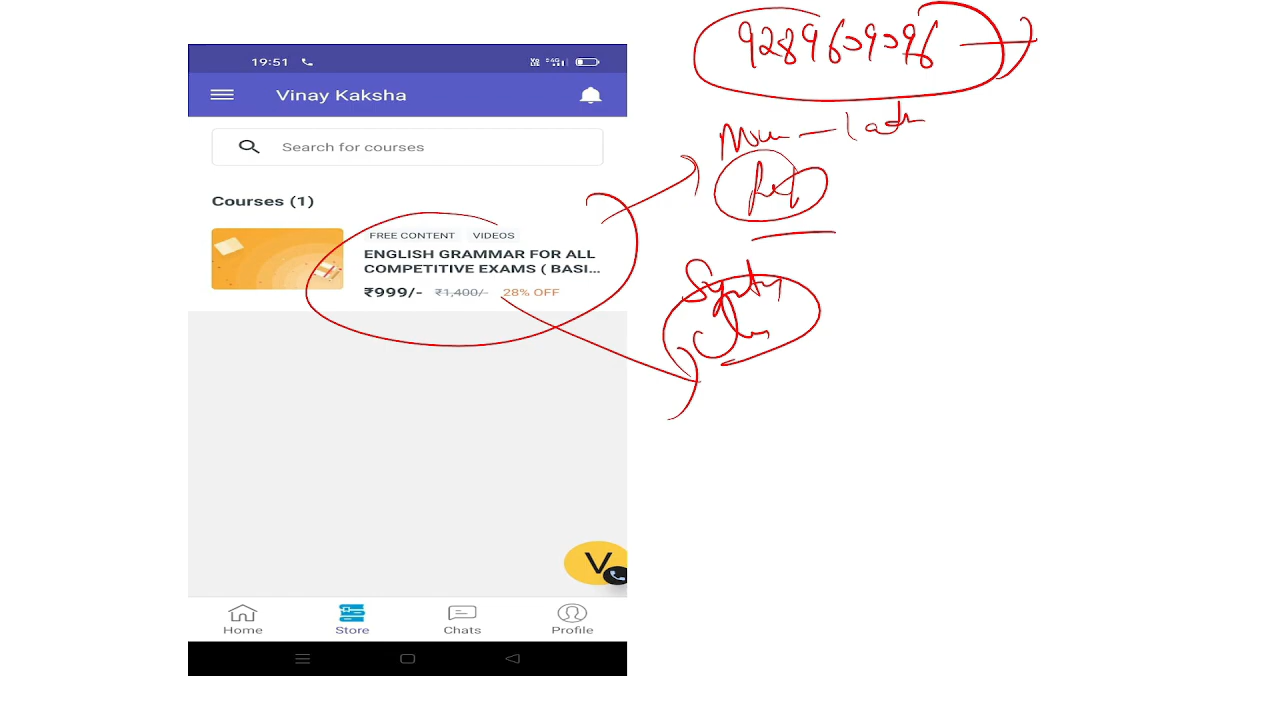 19:51
Vinay Kaksha
Search for courses
Courses (1)
FREE CONTENT VIDEOS
ENGLISH GRAMMAR FOR ALL
COMPETITIVE EXAMS ( BASI...
₹999/- ₹1,400/- 28% OFF
V
Home Store Chats Profile
9289609096